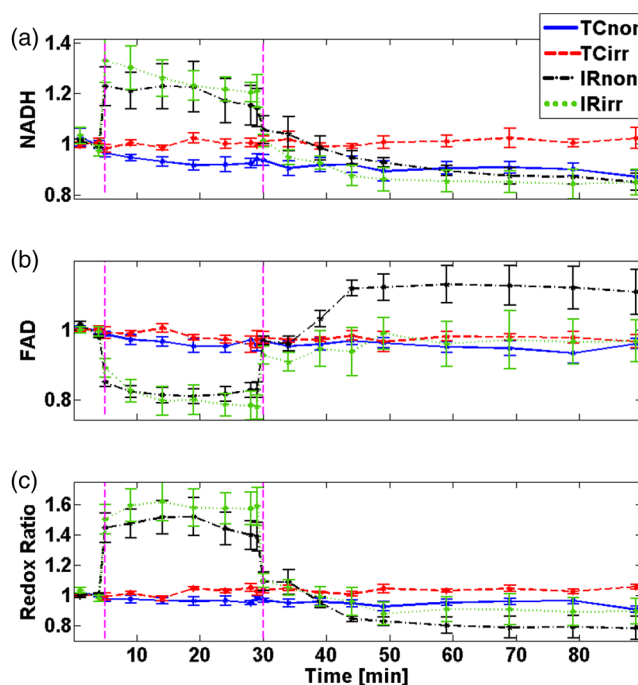 (a)
NADH
1.4
1.2
1
0.8
TCnon
TCirr
IRnon
IRirr
(b)
FAD
1
0.8
(c)
Redox Ratio
1.6
1.4
1.2
1
0.8
10 20 30 40 50 60 70 80
Time [min]